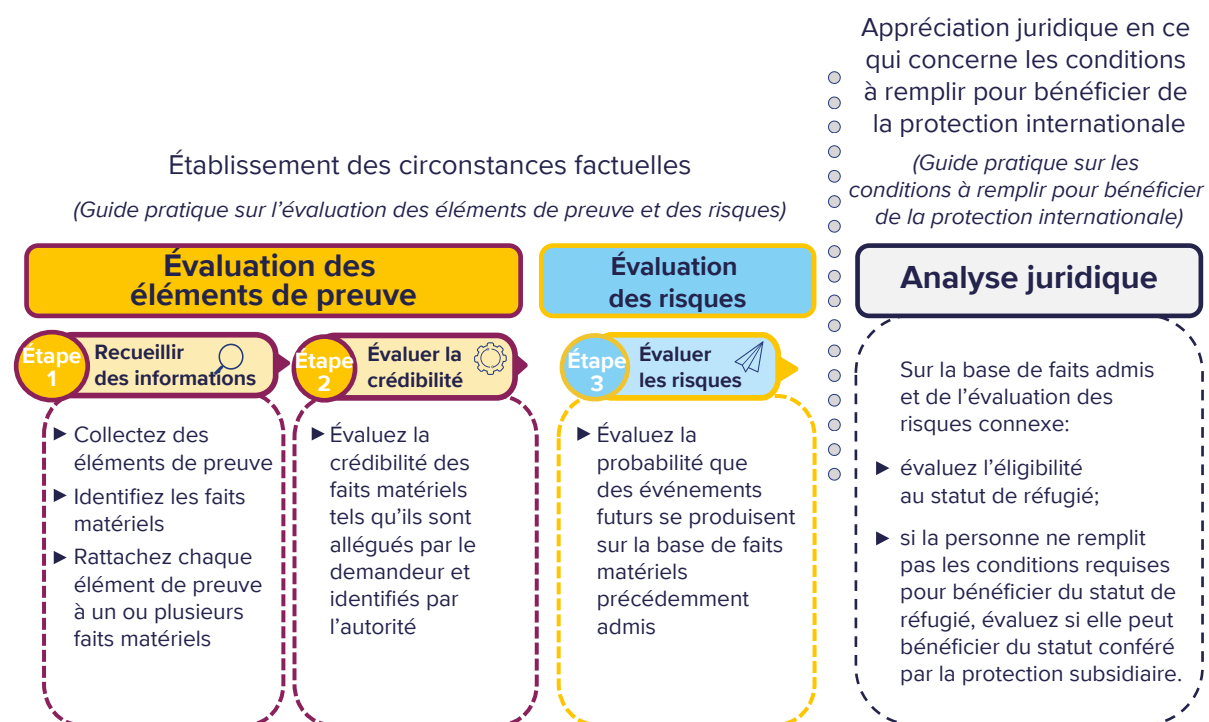 Établissement des circonstances factuelles
(Guide pratique sur l’évaluation des éléments de preuve et des risques)
Évaluation des
éléments de preuve
Étape
1
Recueillir
des informations
► Collectez des
éléments de preuve
► Identifiez les faits
matériels
► Rattachez chaque
élément de preuve
à un ou plusieurs
faits matériels
Étape
2
Évaluer la
crédibilité
► Évaluez la
crédibilité des
faits matériels
tels qu’ils sont
allégués par le
demandeur et
identifiés par
l’autorité
Évaluation
des risques
Étape
3
Évaluer
les risques
► Évaluez la
probabilité que
des événements
futurs se produisent
sur la base de faits
matériels
précédemment
admis
Appréciation juridique en ce
qui concerne les conditions
à remplir pour bénéficier de
la protection internationale
(Guide pratique sur les
conditions à remplir pour bénéficier
de la protection internationale)
Analyse juridique
Sur la base de faits admis
et de l’évaluation des
risques connexe:
► évaluez l’éligibilité
au statut de réfugié;
► si la personne ne remplit
pas les conditions requises
pour bénéficier du statut de
réfugié, évaluez si elle peut
bénéficier du statut conféré
par la protection subsidiaire.